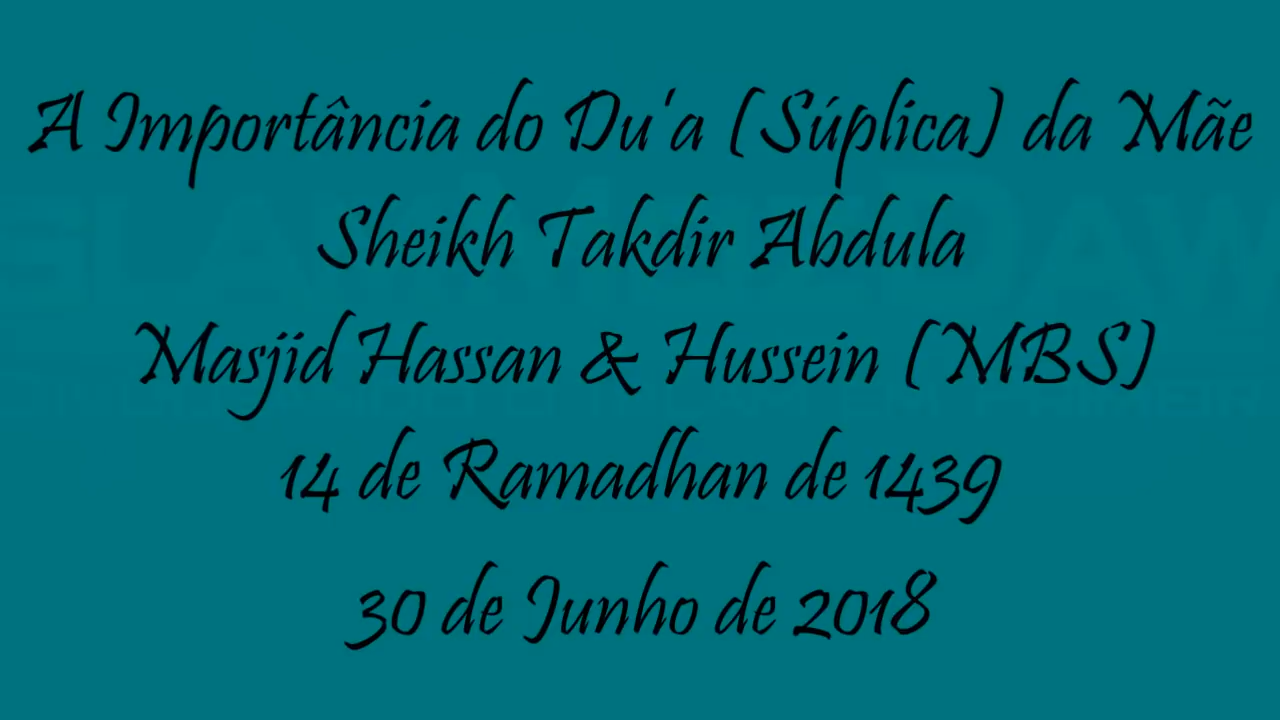 A Importância do Du'a (Súplica) da Mãe
Sheikh Takdir Abdula
Masjid Hassan & Hussein (MBS)
14 de Ramadhan de 1439
30 de Junho de 2018